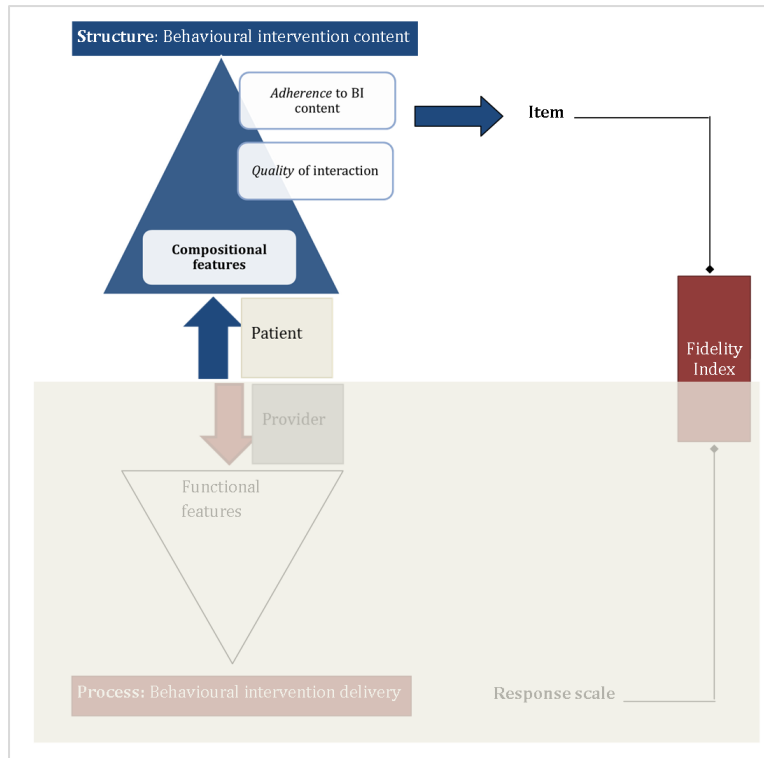 Structure: Behavioural intervention content
Adherence to BI
content
Item
Quality of interaction
Compositional
features
Patient
Fidelity
Index
Provider
Functional
features
Process: Behavioural intervention delivery
Response scale